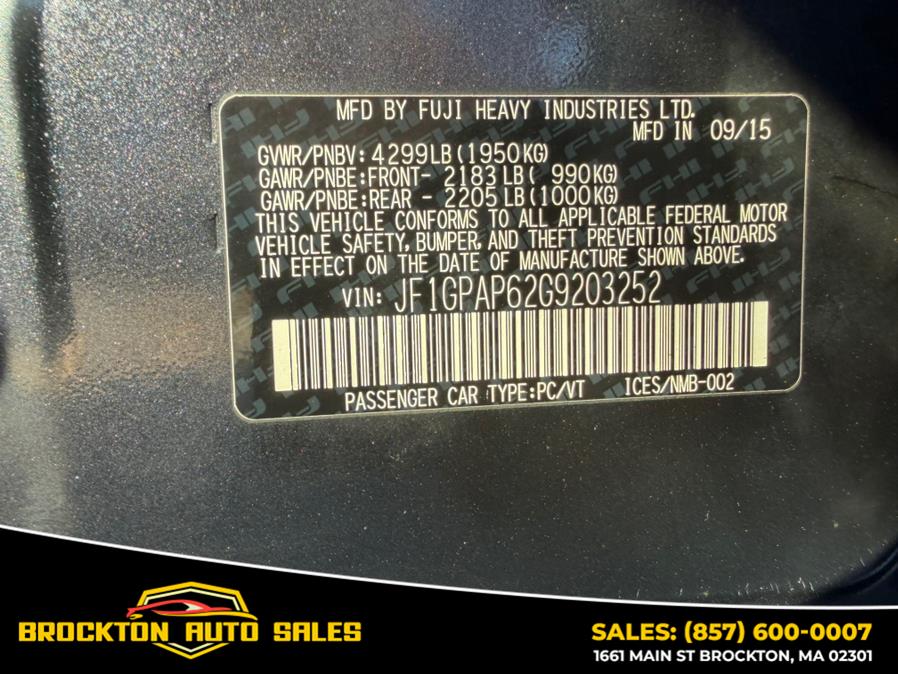 MFD BY FUJI HEAVY INDUSTRIES LTD.
MFD IN 09/15
GVWR/PNBV: 4299LB(1950KG)
GAWR/PNBE:FRONT- 2183LB( 990KG)
GAWR/PNBE:REAR - 2205LB(1000KG)
THIS VEHICLE CONFORMS TO ALL APPLICABLE FEDERAL MOTOR
VEHICLE SAFETY, BUMPER, AND THEFT PREVENTION STANDARDS
IN EFFECT ON THE DATE OF MANUFACTURE SHOWN ABOVE.
VIN: JF1GPAP62G9203252
PASSENGER CAR TYPE:PC/VT ICES/NMB-002
BROCKTON AUTO SALES
SALES: (857) 600-0007
1661 MAIN ST BROCKTON, MA 02301